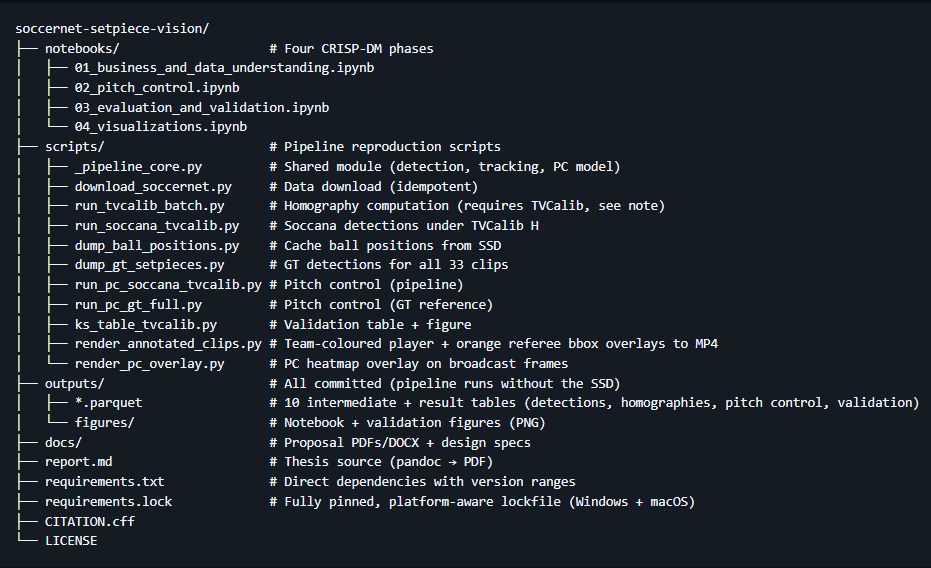 soccernet-setpiece-vision/
├── notebooks/                    # Four CRISP-DM phases
│   ├── 01_business_and_data_understanding.ipynb
│   ├── 02_pitch_control.ipynb
│   ├── 03_evaluation_and_validation.ipynb
│   └── 04_visualizations.ipynb
├── scripts/                      # Pipeline reproduction scripts
│   ├── _pipeline_core.py         # Shared module (detection, tracking, PC model)
│   ├── download_soccernet.py     # Data download (idempotent)
│   ├── run_tvcalib_batch.py      # Homography computation (requires TVCalib, see note)
│   ├── run_soccana_tvcalib.py    # Soccana detections under TVCalib H
│   ├── dump_ball_positions.py    # Cache ball positions from SSD
│   ├── dump_gt_setpieces.py      # GT detections for all 33 clips
│   ├── run_pc_soccana_tvcalib.py # Pitch control (pipeline)
│   ├── run_pc_gt_full.py         # Pitch control (GT reference)
│   ├── ks_table_tvcalib.py       # Validation table + figure
│   ├── render_annotated_clips.py # Team-coloured player + orange referee bbox overlays to MP4
│   └── render_pc_overlay.py      # PC heatmap overlay on broadcast frames
├── outputs/                      # All committed (pipeline runs without the SSD)
│   ├── *.parquet                 # 10 intermediate + result tables (detections, homographies, pitch control, validation)
│   └── figures/                  # Notebook + validation figures (PNG)
├── docs/                         # Proposal PDFs/DOCX + design specs
├── report.md                     # Thesis source (pandoc → PDF)
├── requirements.txt              # Direct dependencies with version ranges
├── requirements.lock             # Fully pinned, platform-aware lockfile (Windows + macOS)
├── CITATION.cff
└── LICENSE